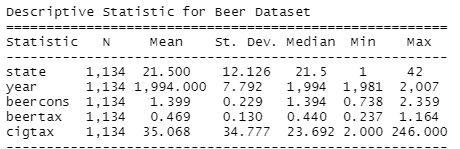 Descriptive Statistic for Beer Dataset
==================================================
Statistic N Mean St. Dev. Median Min Max
--------------------------------------------------
state 1,134 21.500 12.126 21.5 1 42
year 1,134 1,994.000 7.792 1,994 1,981 2,007
beercons 1,134 1.399 0.229 1.394 0.738 2.359
beertax 1,134 0.469 0.130 0.440 0.237 1.164
cigtax 1,134 35.068 34.777 23.692 2.000 246.000
--------------------------------------------------